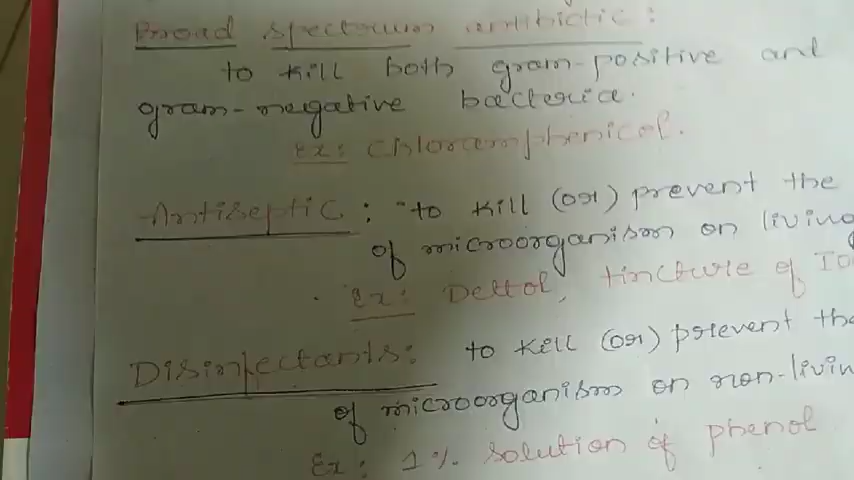 Broad spectrum antibiotic:
to kill both gram-positive and
gram-negative bacteria.
Ex: Chloramphenicol.
Antiseptic: to kill (or) prevent the
of microorganism on living
Ex: Dettol, tincture of Io
Disinfectants: to kill (or) prevent the
of microorganism on non-livin
Ex: 1% solution of phenol